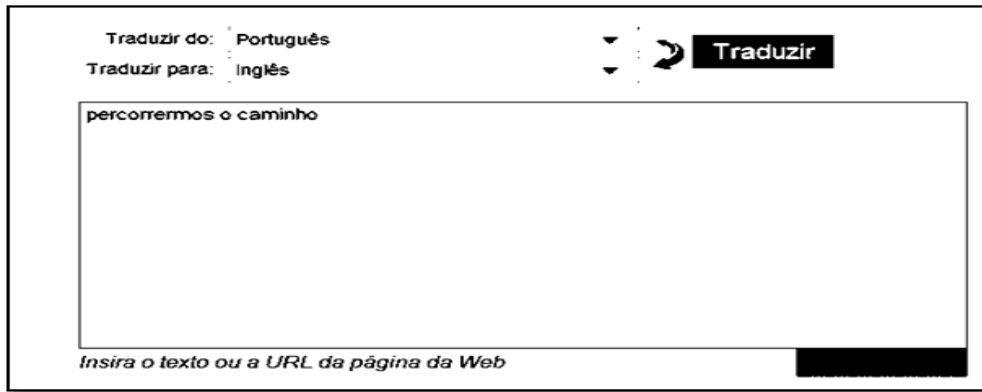 Traduzir do: Português
Traduzir para: Inglês
Traduzir
percorrermos o caminho
Insira o texto ou a URL da página da Web